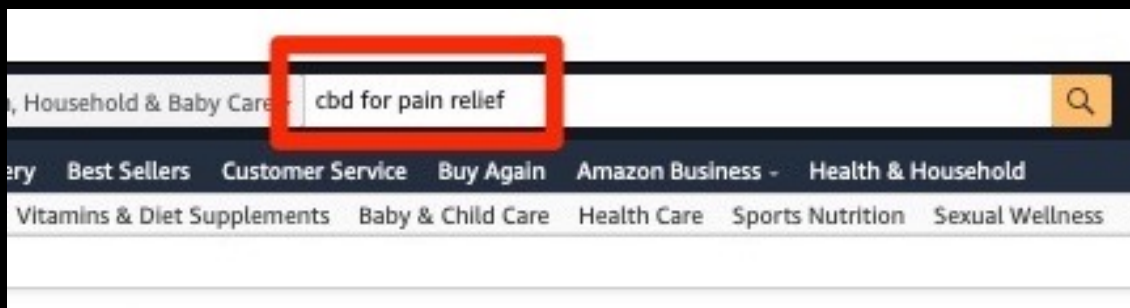 , Household & Baby Care cbd for pain relief
Best Sellers Customer Service Buy Again Amazon Business Health & Household
Vitamins & Diet Supplements Baby & Child Care Health Care Sports Nutrition Sexual Wellness